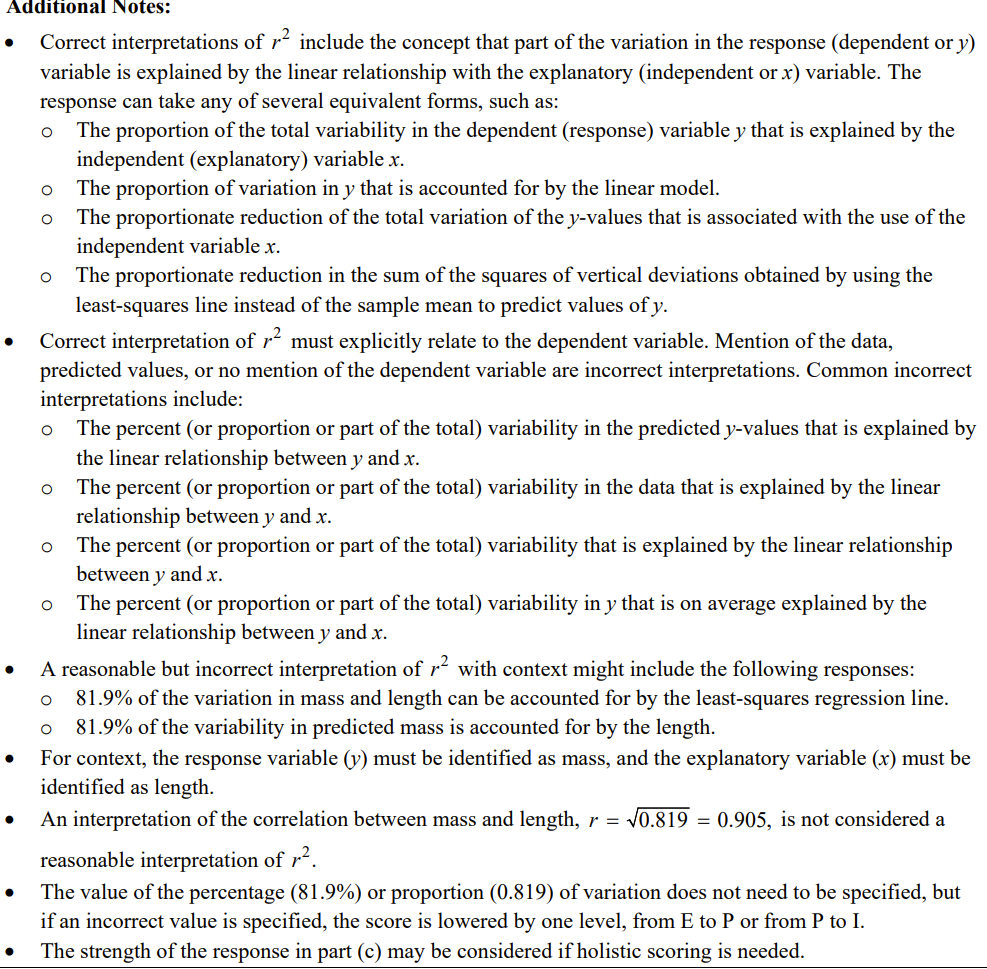 Additional Notes:
• Correct interpretations of r² include the concept that part of the variation in the response (dependent or y)
variable is explained by the linear relationship with the explanatory (independent or x) variable. The
response can take any of several equivalent forms, such as:
o The proportion of the total variability in the dependent (response) variable y that is explained by the
independent (explanatory) variable x.
o The proportion of variation in y that is accounted for by the linear model.
o The proportionate reduction of the total variation of the y-values that is associated with the use of the
independent variable x.
o The proportionate reduction in the sum of the squares of vertical deviations obtained by using the
least-squares line instead of the sample mean to predict values of y.
• Correct interpretation of r² must explicitly relate to the dependent variable. Mention of the data,
predicted values, or no mention of the dependent variable are incorrect interpretations. Common incorrect
interpretations include:
o The percent (or proportion or part of the total) variability in the predicted y-values that is explained by
the linear relationship between y and x.
o The percent (or proportion or part of the total) variability in the data that is explained by the linear
relationship between y and x.
o The percent (or proportion or part of the total) variability that is explained by the linear relationship
between y and x.
o The percent (or proportion or part of the total) variability in y that is on average explained by the
linear relationship between y and x.
• A reasonable but incorrect interpretation of r² with context might include the following responses:
o 81.9% of the variation in mass and length can be accounted for by the least-squares regression line.
o 81.9% of the variability in predicted mass is accounted for by the length.
• For context, the response variable (y) must be identified as mass, and the explanatory variable (x) must be
identified as length.
• An interpretation of the correlation between mass and length, r = √0.819 = 0.905, is not considered a
reasonable interpretation of r².
• The value of the percentage (81.9%) or proportion (0.819) of variation does not need to be specified, but
if an incorrect value is specified, the score is lowered by one level, from E to P or from P to I.
• The strength of the response in part (c) may be considered if holistic scoring is needed.